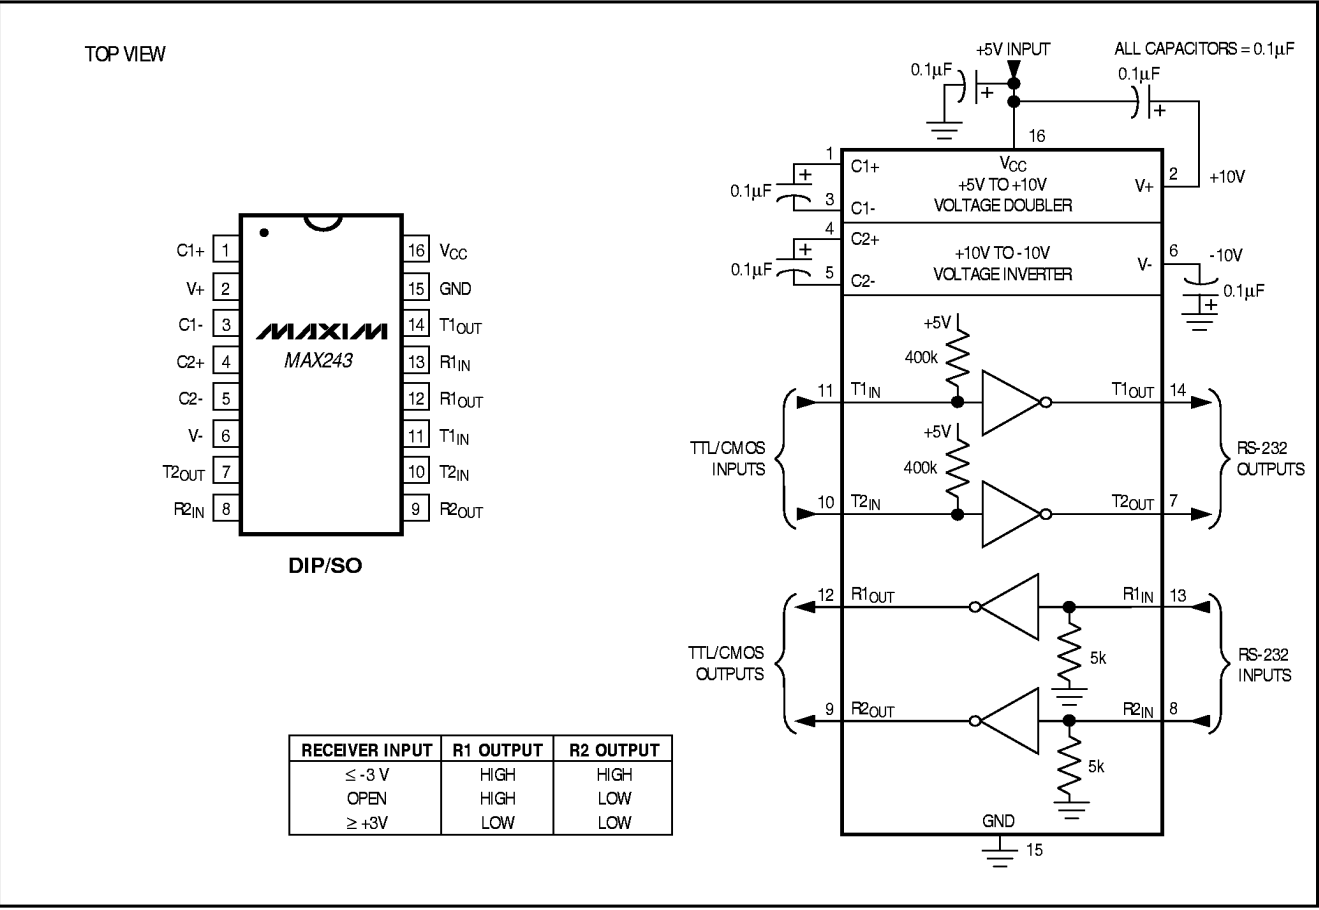 TOP VIEW
C1+ 1
V+ 2
C1- 3
C2+ 4
C2- 5
V- 6
T2OUT 7
R2IN 8
MAXIM
MAX243
16 VCC
15 GND
14 T1OUT
13 R1IN
12 R1OUT
11 T1IN
10 T2IN
9 R2OUT
DIP/SO
RECEIVER INPUT R1 OUTPUT R2 OUTPUT
≤ -3 V HIGH HIGH
OPEN HIGH LOW
≥ +3V LOW LOW
+5V INPUT
ALL CAPACITORS = 0.1µF
0.1µF
+
0.1µF
+
16
VCC
+5V TO +10V
VOLTAGE DOUBLER
1 C1+
+
0.1µF
3 C1-
V+ 2 +10V
4 C2+
+
0.1µF
5 C2-
+10V TO -10V
VOLTAGE INVERTER
V- 6 -10V
0.1µF
+
+5V
400k
11 T1IN
T1OUT 14
+5V
400k
10 T2IN
T2OUT 7
TTL/CMOS
INPUTS
RS-232
OUTPUTS
12 R1OUT
R1IN 13
5k
9 R2OUT
R2IN 8
5k
TTL/CMOS
OUTPUTS
RS-232
INPUTS
GND
15